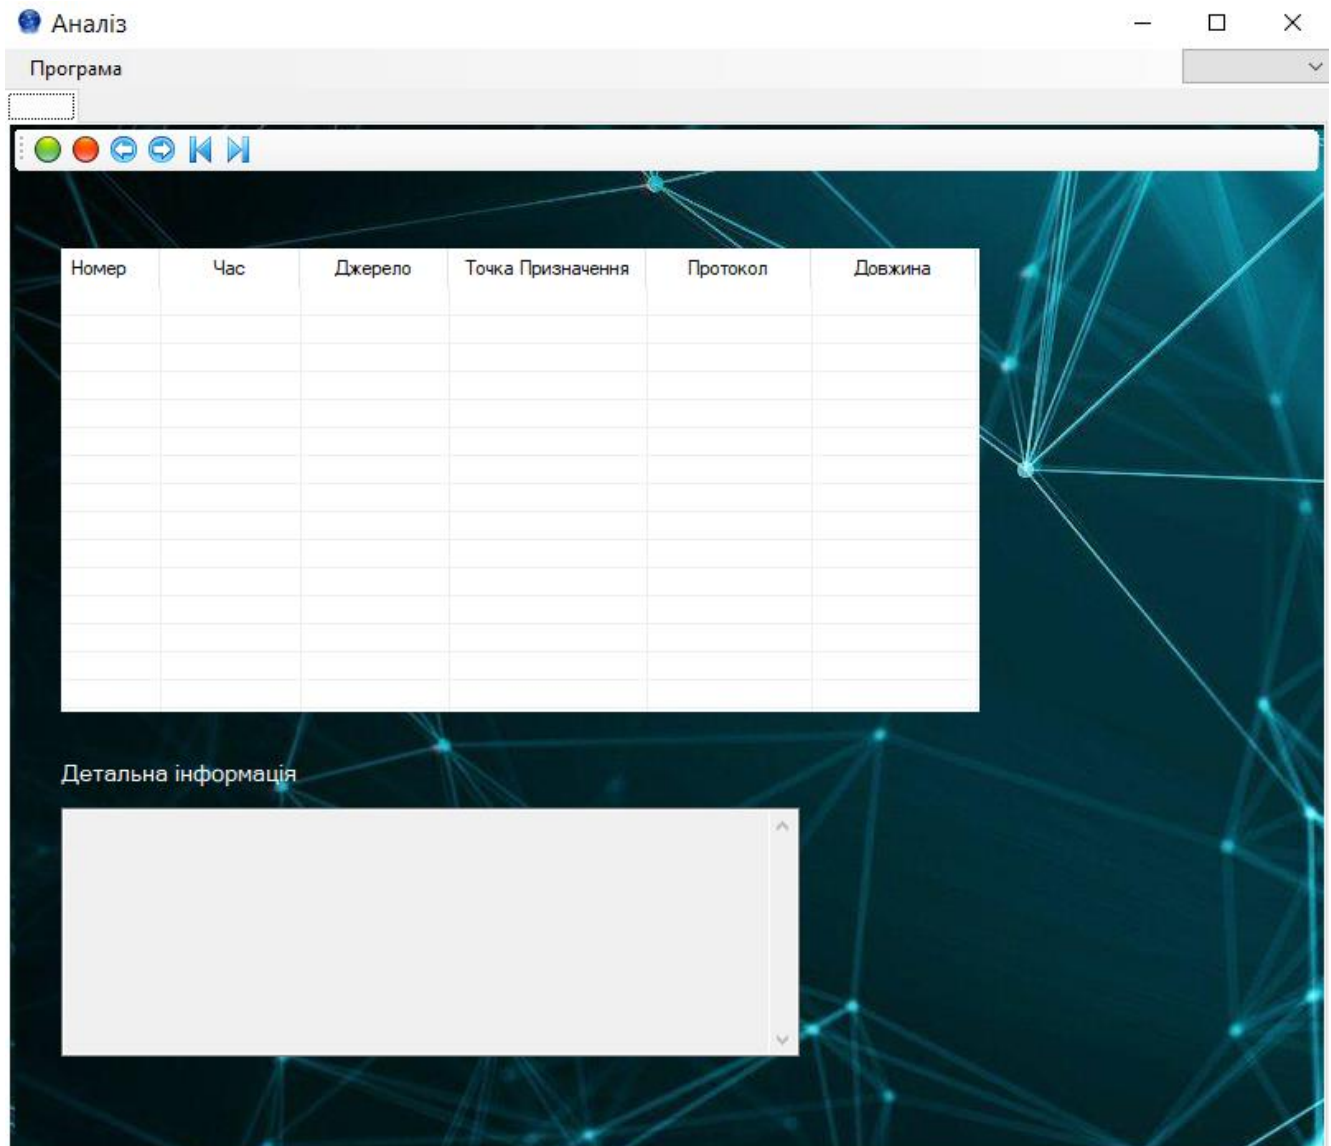 Аналіз
Програма
Номер Час Джерело Точка Призначення Протокол Довжина
Детальна інформація